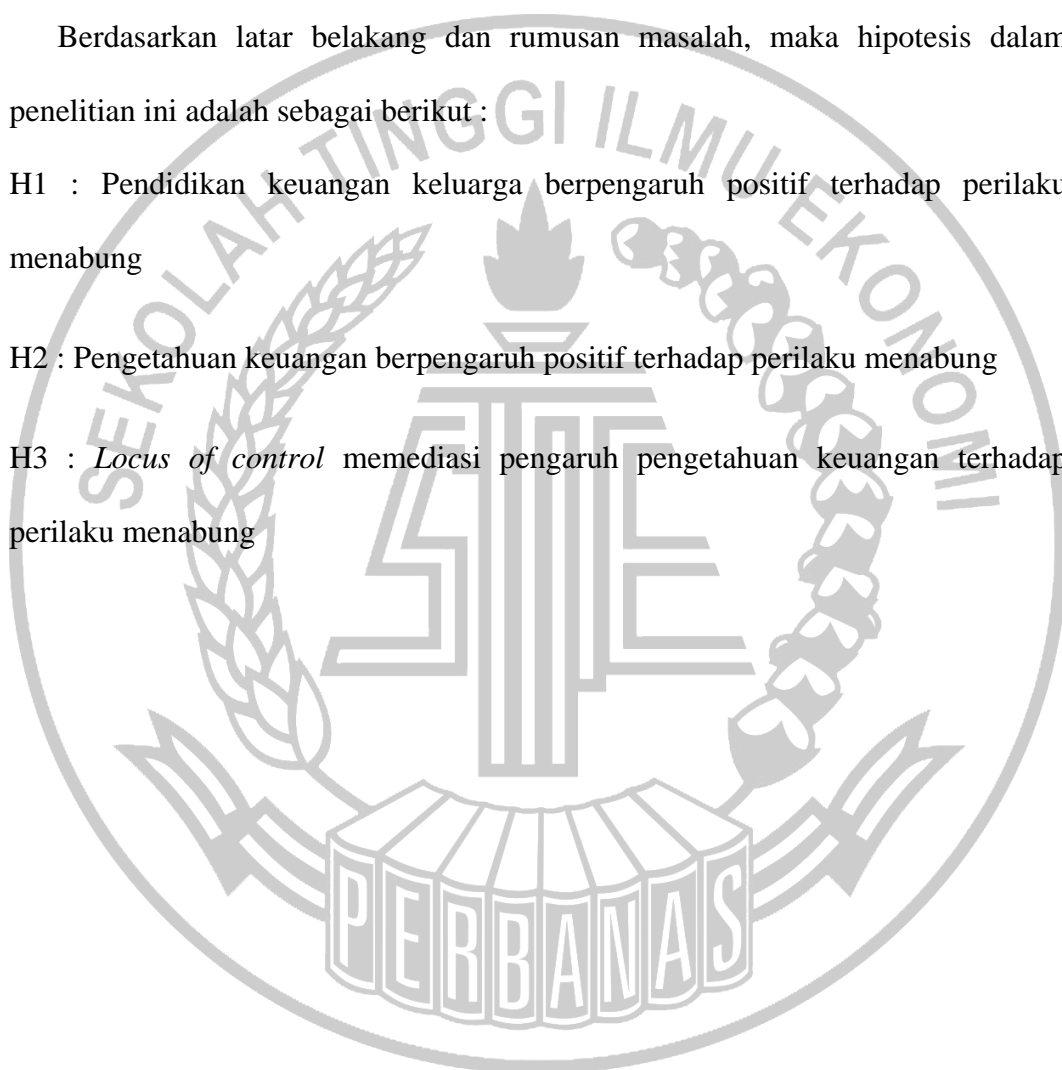 Berdasarkan latar belakang dan rumusan masalah, maka hipotesis dalam
penelitian ini adalah sebagai berikut :
H1 : Pendidikan keuangan keluarga berpengaruh positif terhadap perilaku
menabung
H2 : Pengetahuan keuangan berpengaruh positif terhadap perilaku menabung
H3 : Locus of control memediasi pengaruh pengetahuan keuangan terhadap
perilaku menabung
SEKOLAH TINGGI ILMU EKONOMI
PERBANAS